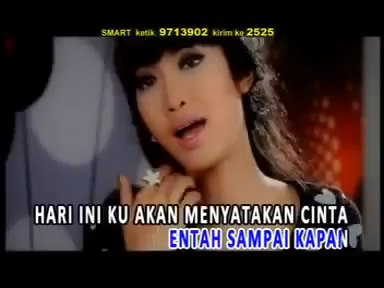 SMART ketik 9713902 kirim ke 2525
HARI INI KU AKAN MENYATAKAN CINTA
ENTAH SAMPAI KAPAN